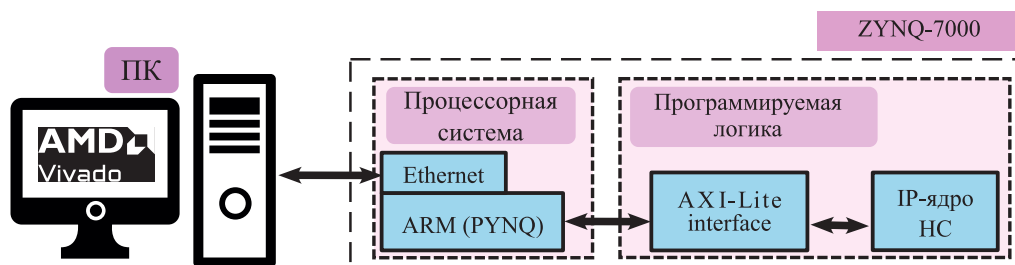 ZYNQ-7000
ПК
AMD
Vivado
Процессорная
система
Ethernet
ARM (PYNQ)
Программируемая
логика
AXI-Lite
interface
IP-ядро
НС